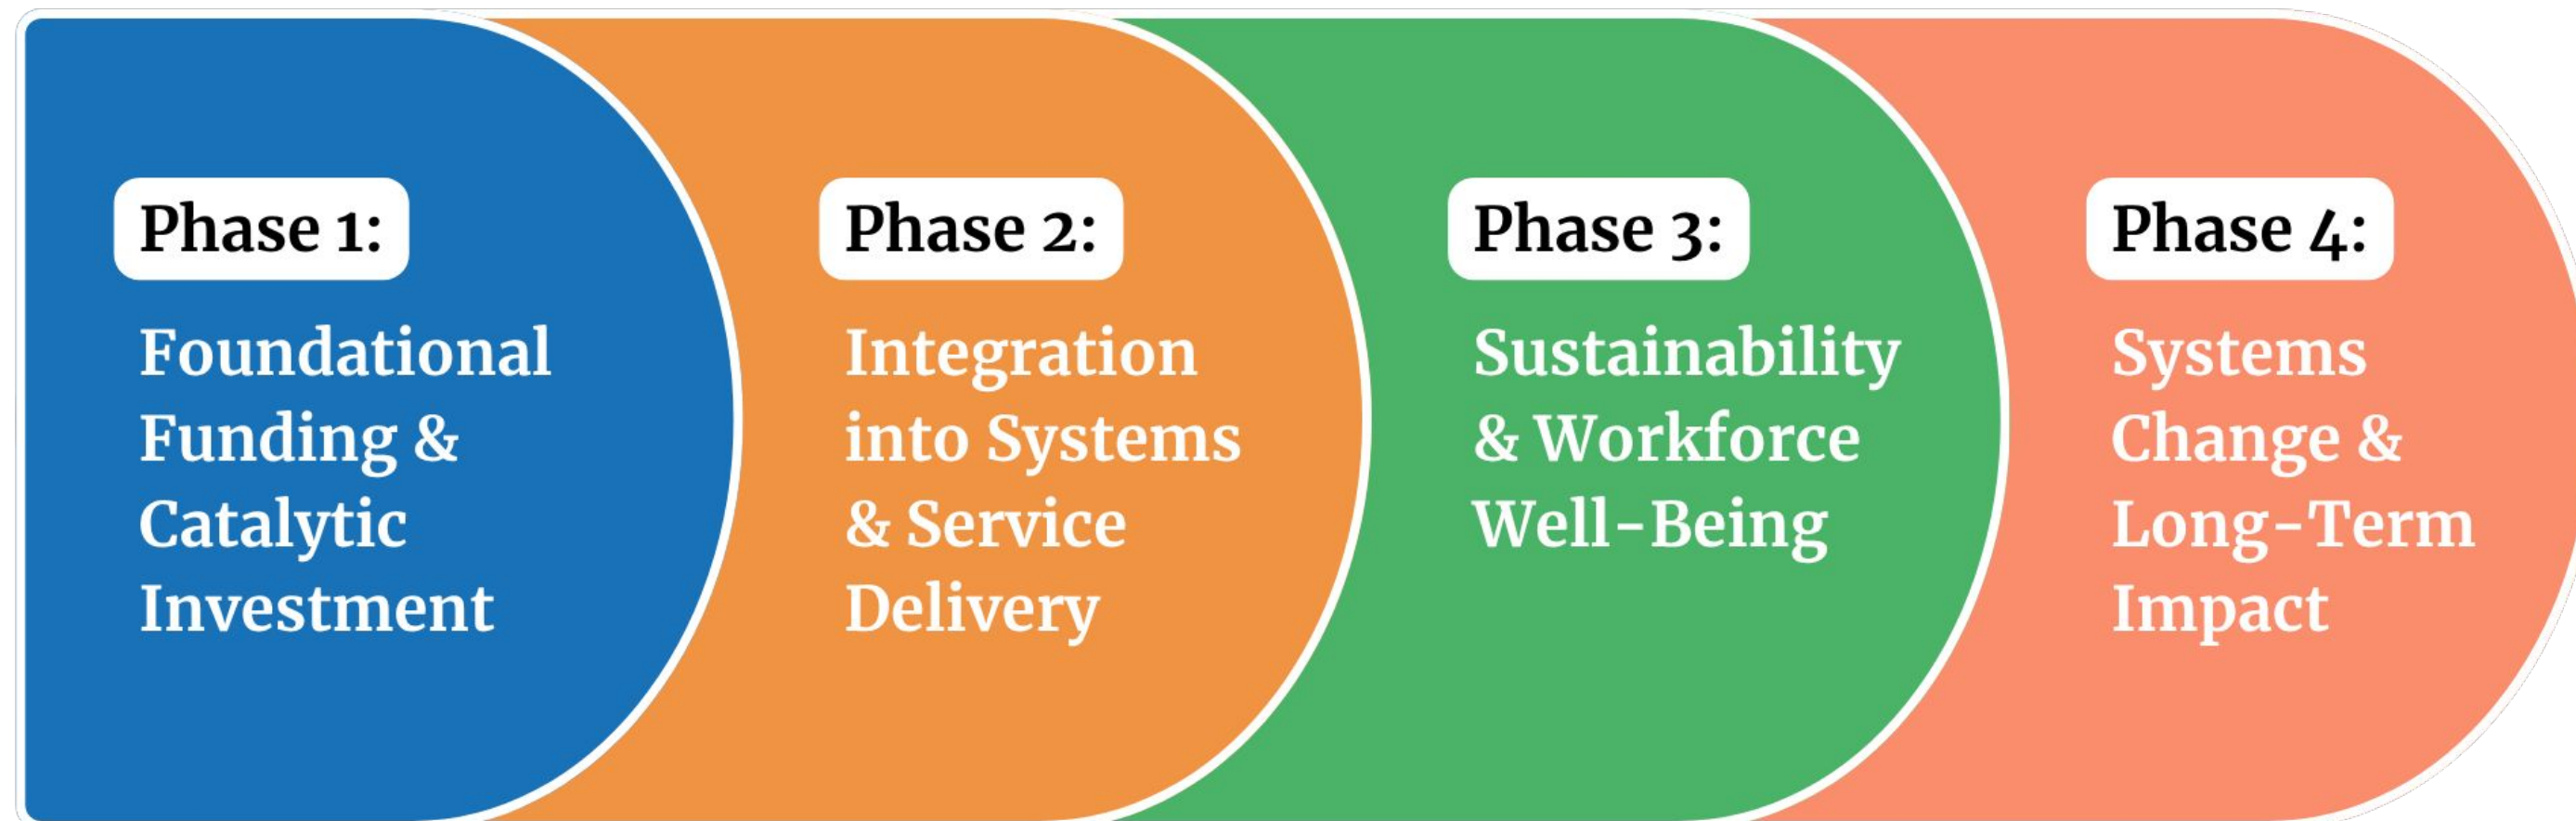 Phase 1:
Foundational
Funding &
Catalytic
Investment
Phase 2:
Integration
into Systems
& Service
Delivery
Phase 3:
Sustainability
& Workforce
Well-Being
Phase 4:
Systems
Change &
Long-Term
Impact